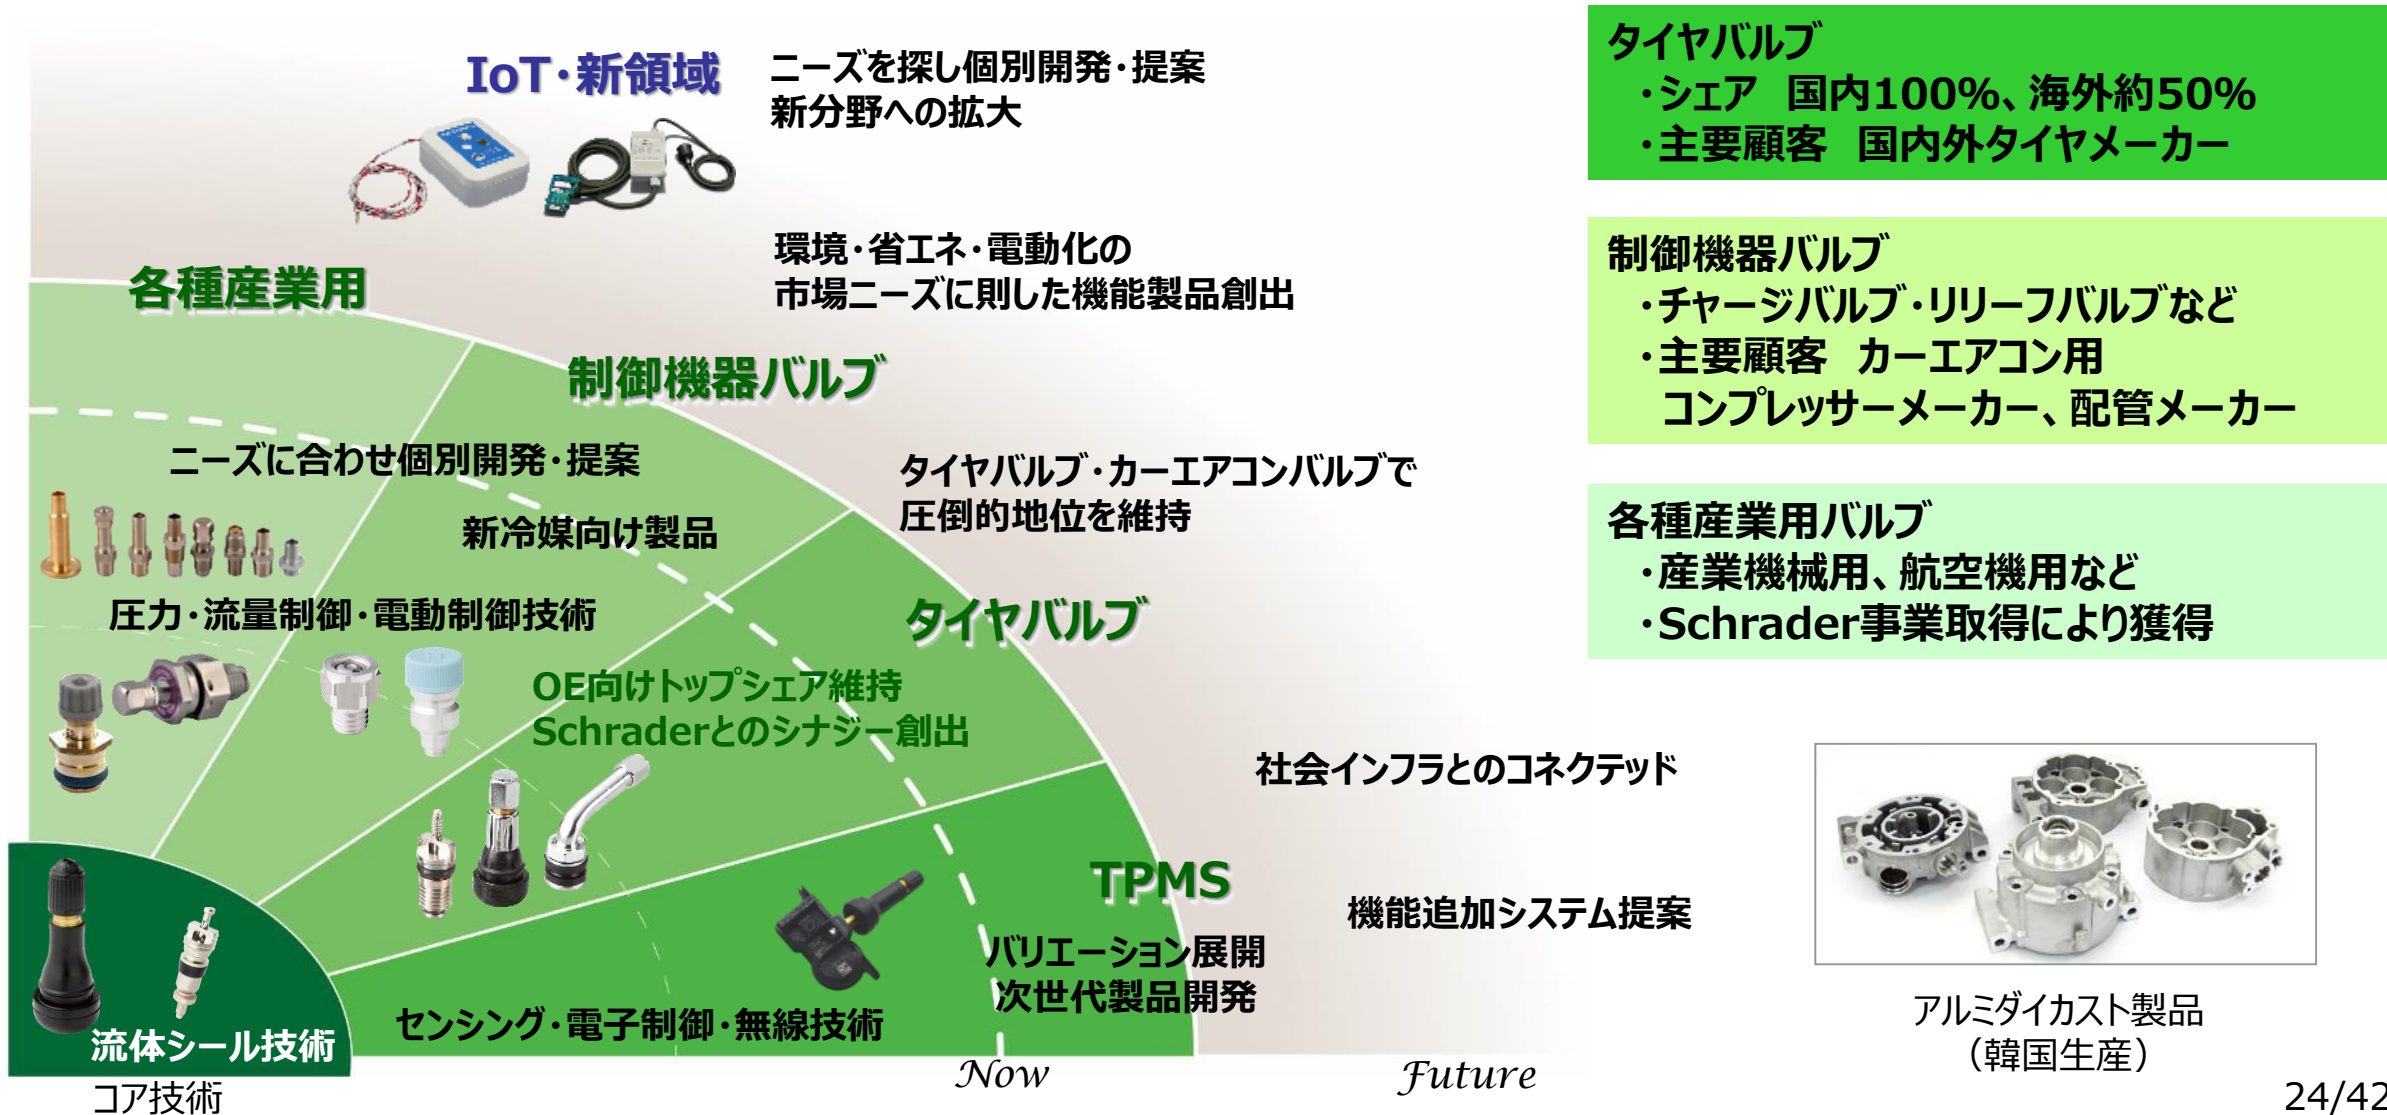 IoT・新領域
ニーズを探し個別開発・提案
新分野への拡大
環境・省エネ・電動化の
市場ニーズに則した機能製品創出
各種産業用
制御機器バルブ
ニーズに合わせ個別開発・提案
新冷媒向け製品
タイヤバルブ・カーエアコンバルブで
圧倒的地位を維持
圧力・流量制御・電動制御技術
タイヤバルブ
OE向けトップシェア維持
Schraderとのシナジー創出
社会インフラとのコネクテッド
TPMS
機能追加システム提案
バリエーション展開
次世代製品開発
センシング・電子制御・無線技術
流体シール技術
コア技術
Now
Future
タイヤバルブ
・シェア 国内100%、海外約50%
・主要顧客 国内外タイヤメーカー
制御機器バルブ
・チャージバルブ・リリーフバルブなど
・主要顧客 カーエアコン用
コンプレッサーメーカー、配管メーカー
各種産業用バルブ
・産業機械用、航空機用など
・Schrader事業取得により獲得
アルミダイカスト製品
（韓国生産）
24/42